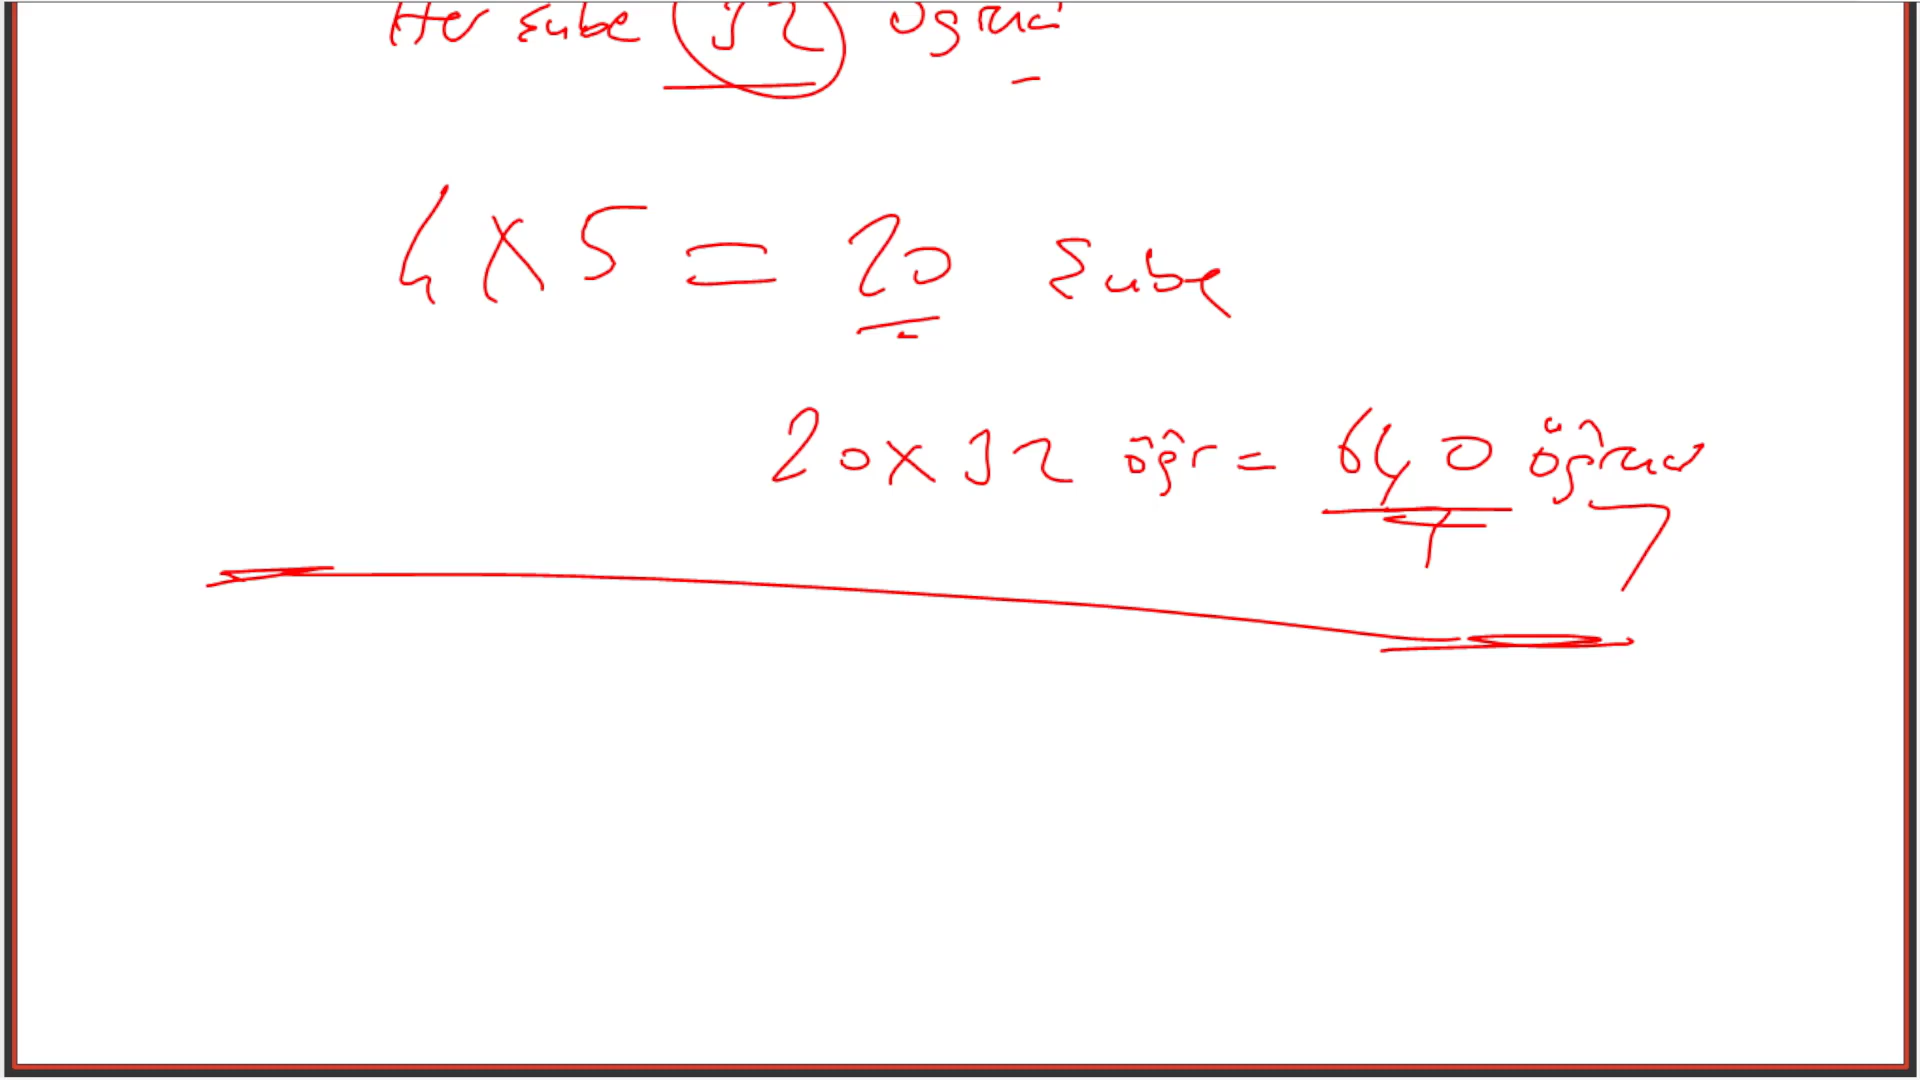 Her şube 32 öğrenci
4 x 5 = 20 şube
20 x 32 öğr = 640 öğrenci